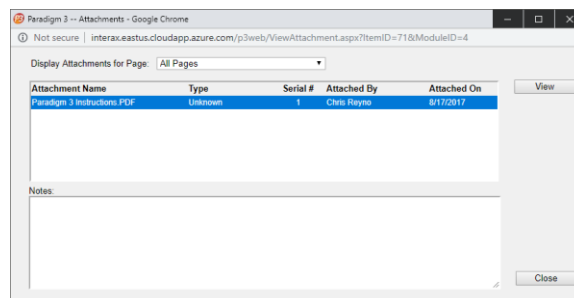 Paradigm 3 -- Attachments - Google Chrome
Not secure | interax.eastus.cloudapp.azure.com/p3web/ViewAttachment.aspx?ItemID=71&ModuleID=4
Display Attachments for Page: All Pages
Attachment Name Type Serial # Attached By Attached On View
Paradigm 3 Instructions.PDF Unknown 1 Chris Reyno 8/17/2017
Notes:
Close